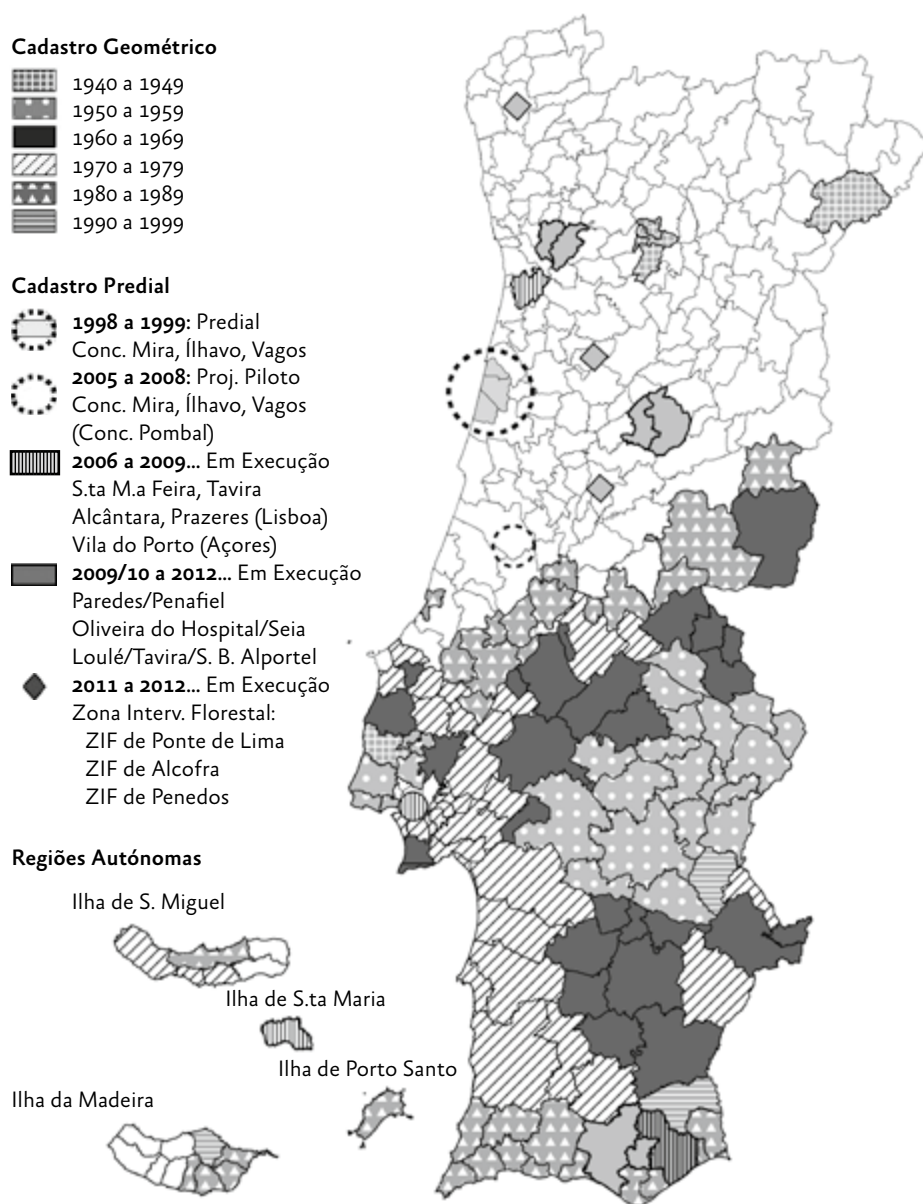 Cadastro Geométrico
1940 a 1949
1950 a 1959
1960 a 1969
1970 a 1979
1980 a 1989
1990 a 1999
Cadastro Predial
1998 a 1999: Predial
Conc. Mira, Ílhavo, Vagos
2005 a 2008: Proj. Piloto
Conc. Mira, Ílhavo, Vagos
(Conc. Pombal)
2006 a 2009... Em Execução
S.ta M.a Feira, Tavira
Alcântara, Prazeres (Lisboa)
Vila do Porto (Açores)
2009/10 a 2012... Em Execução
Paredes/Penafiel
Oliveira do Hospital/Seia
Loulé/Tavira/S. B. Alportel
2011 a 2012... Em Execução
Zona Interv. Florestal:
ZIF de Ponte de Lima
ZIF de Alcofra
ZIF de Penedos
Regiões Autónomas
Ilha de S. Miguel
Ilha de S.ta Maria
Ilha de Porto Santo
Ilha da Madeira